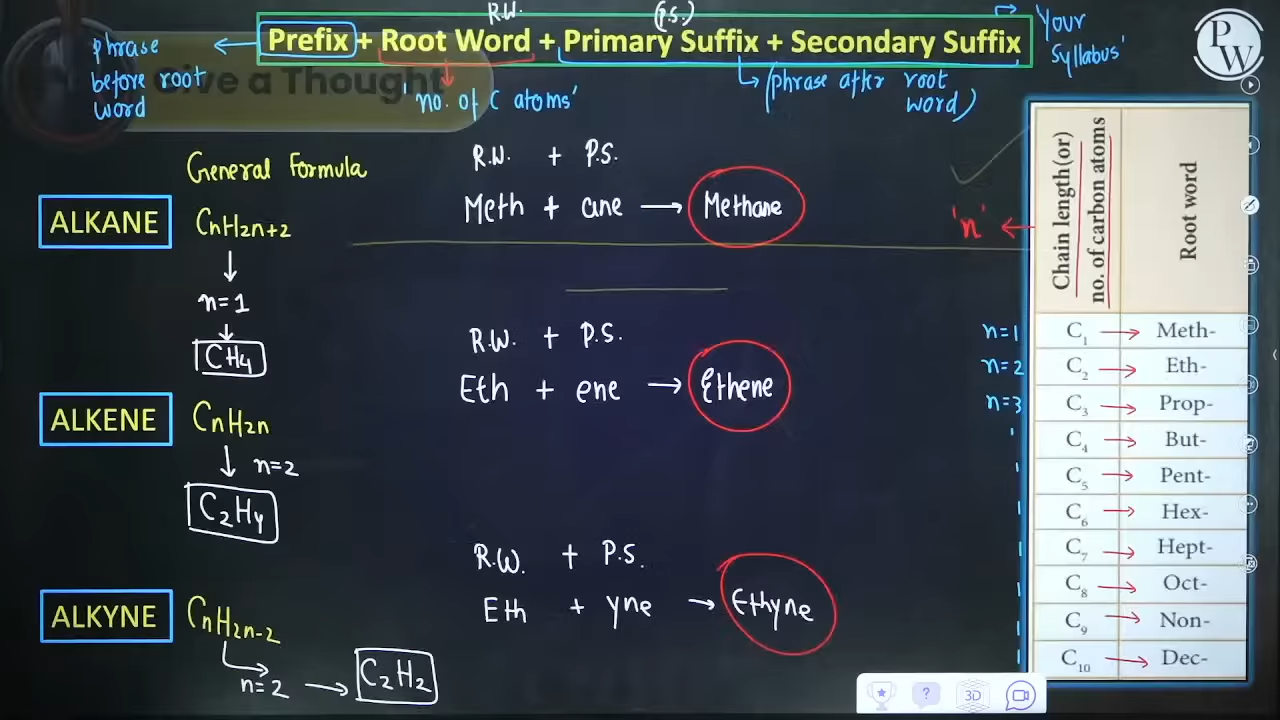 R.W.
(P.S.)
Prefix + Root Word + Primary Suffix + Secondary Suffix
Your
Syllabus'
PW
phrase
before root
word
Give a Thought
'no. of C atoms'
(phrase after root
word)
General Formula
ALKANE
CnH2n+2
n=1
CH4
R.W. + P.S.
Meth + ane → Methane
ALKENE
CnH2n
n=2
C2H4
R.W. + P.S.
Eth + ene → Ethene
ALKYNE
CnH2n-2
n=2 → C2H2
R.W. + P.S.
Eth + yne → Ethyne
'n' ←
Chain length(or)
no. of carbon atoms
Root word
n=1 C1 → Meth-
n=2 C2 → Eth-
n=3 C3 → Prop-
C4 → But-
C5 → Pent-
C6 → Hex-
C7 → Hept-
C8 → Oct-
C9 → Non-
C10 → Dec-
?
3D